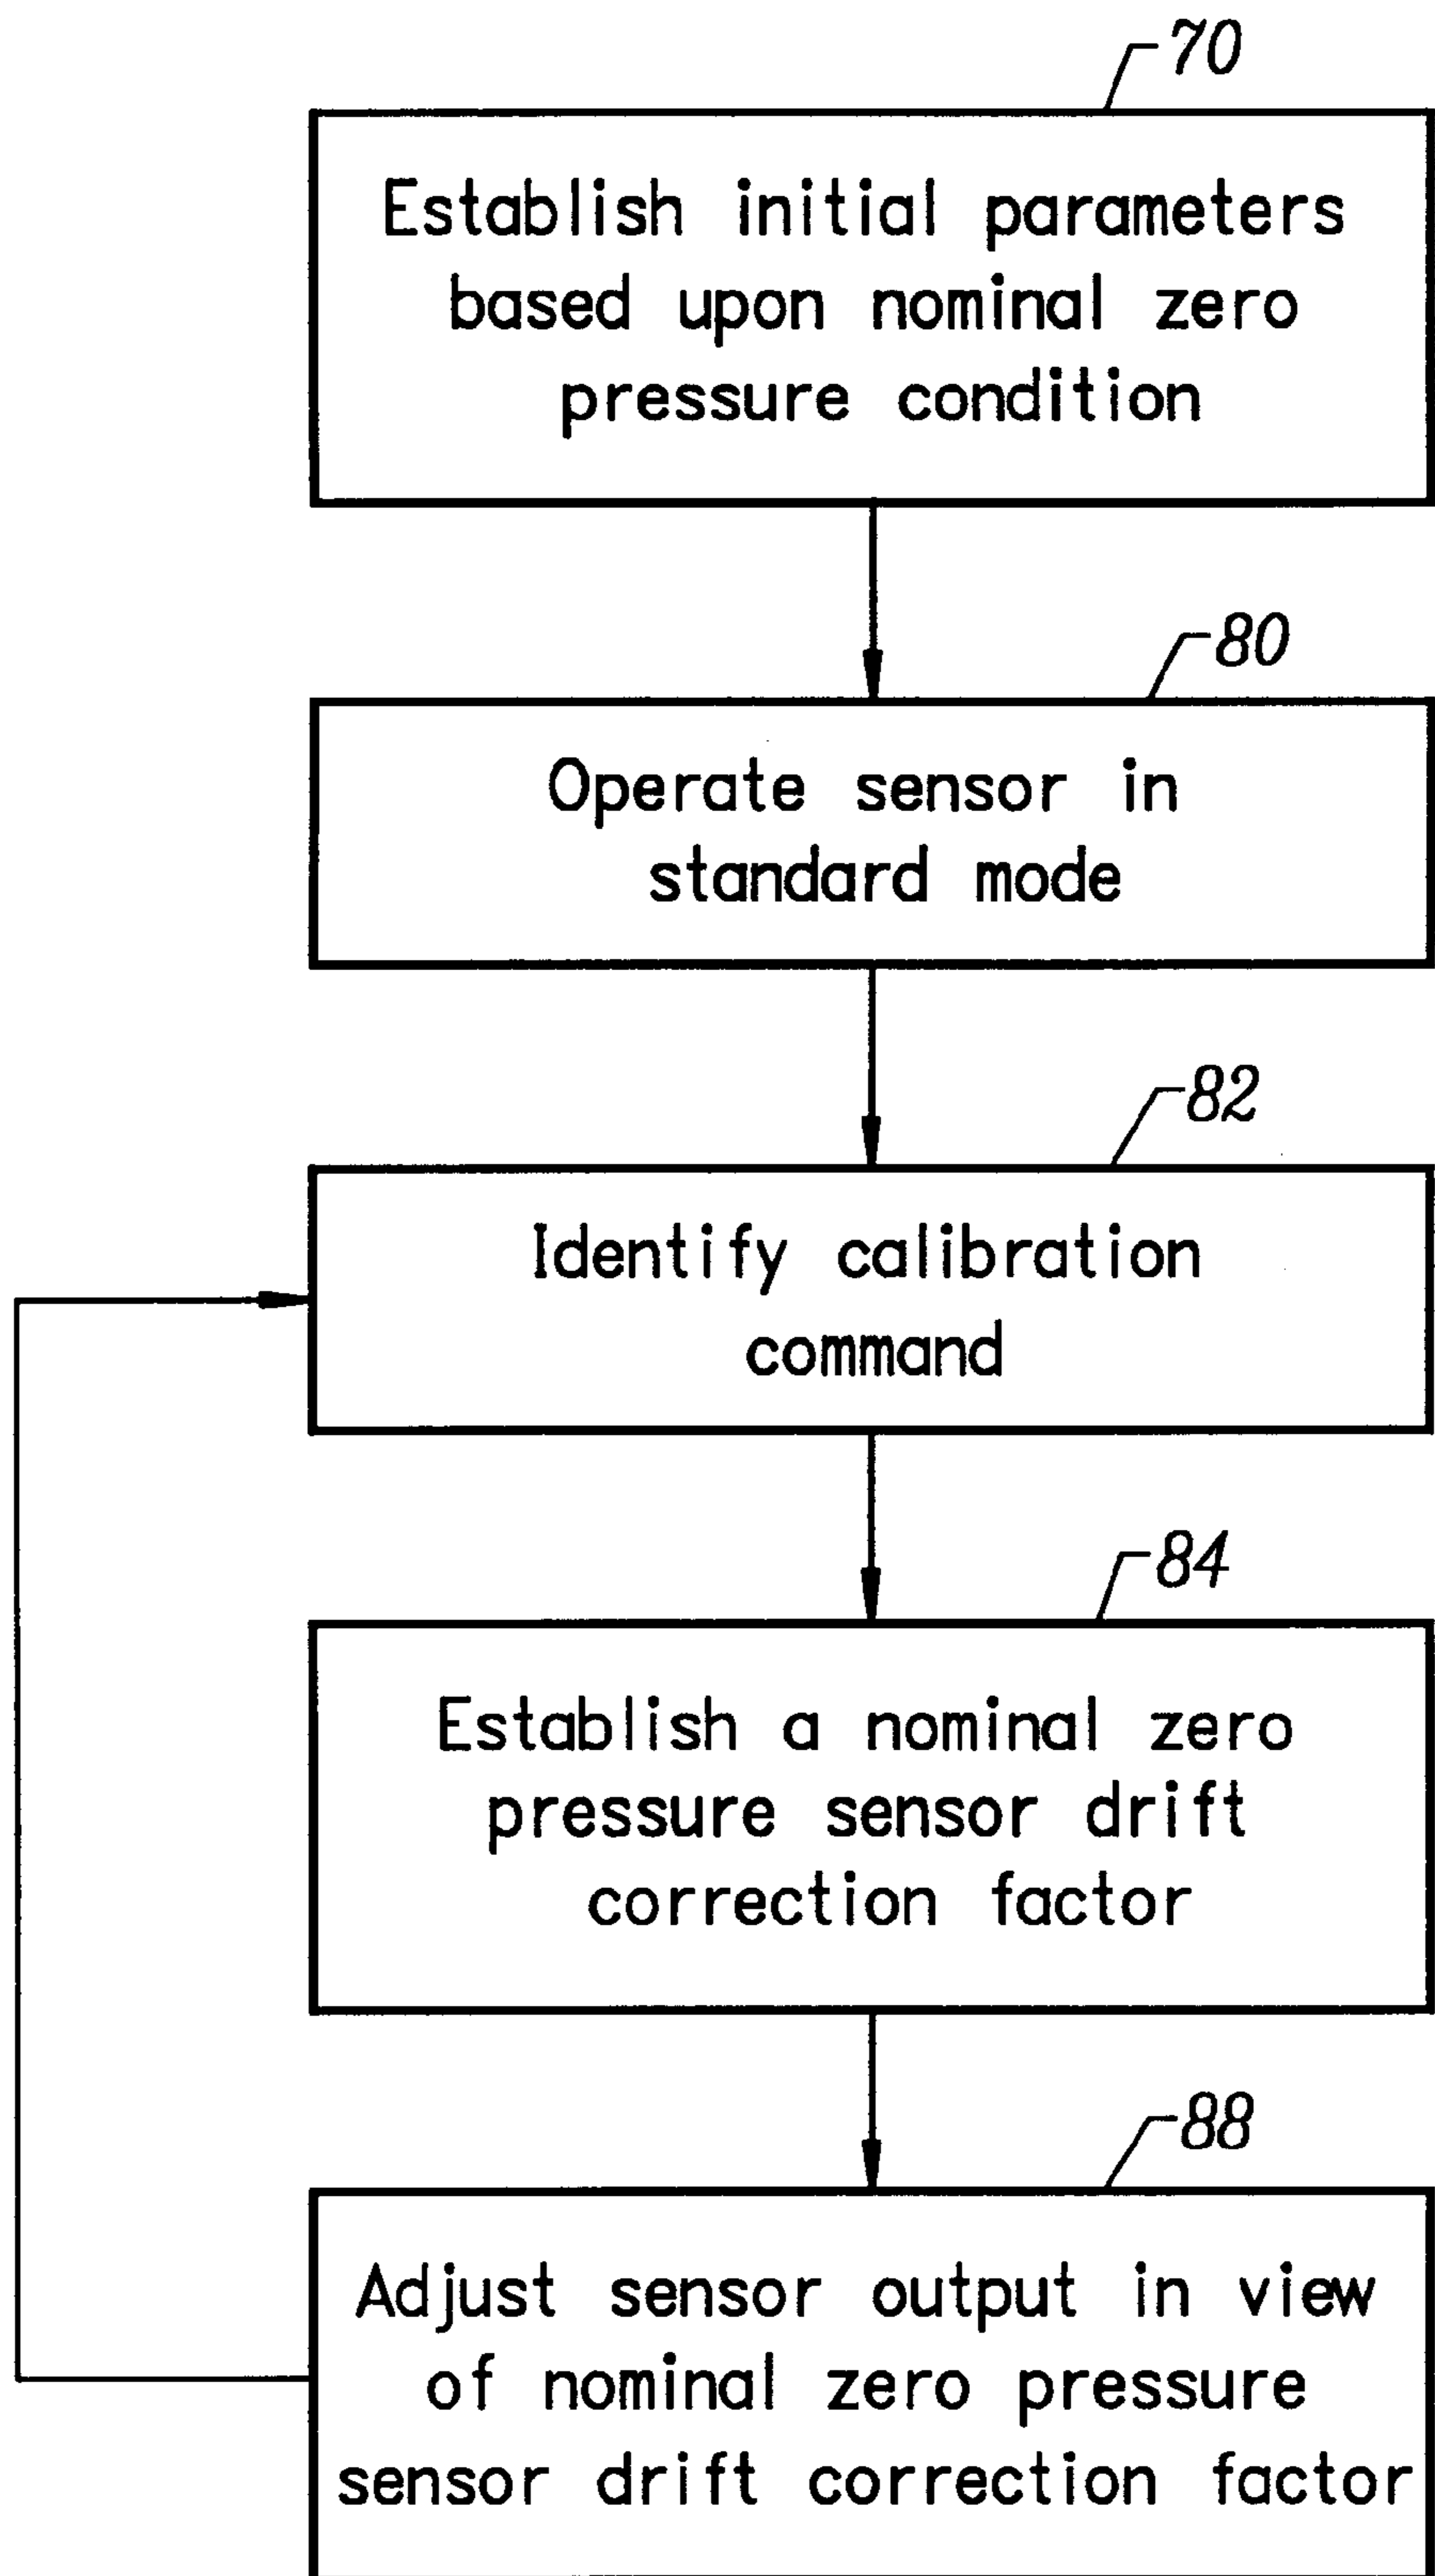 70
Establish initial parameters
based upon nominal zero
pressure condition
80
Operate sensor in
standard mode
82
Identify calibration
command
84
Establish a nominal zero
pressure sensor drift
correction factor
88
Adjust sensor output in view
of nominal zero pressure
sensor drift correction factor